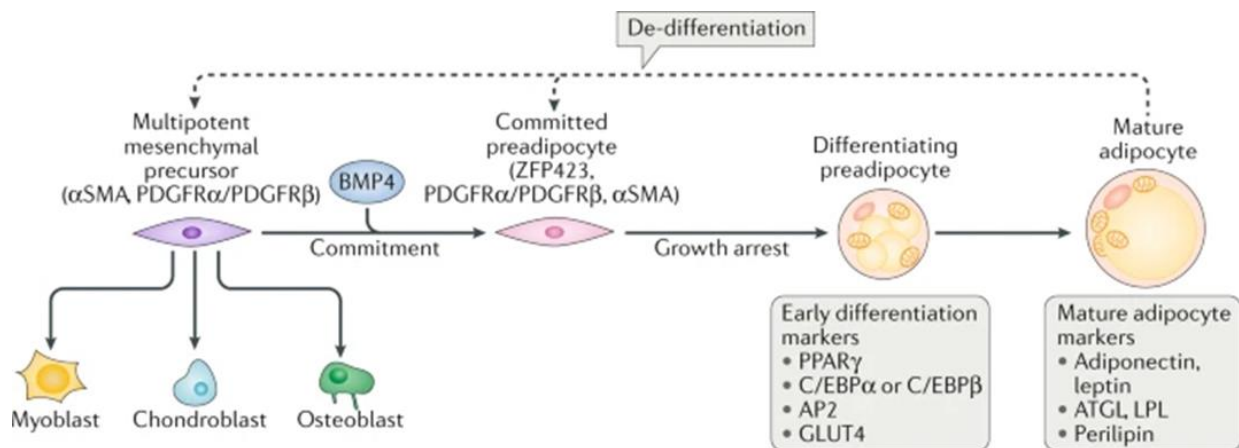 De-differentiation
Multipotent
mesenchymal
precursor
(αSMA, PDGFRα/PDGFRβ)
BMP4
Commitment
Committed
preadipocyte
(ZFP423,
PDGFRα/PDGFRβ, αSMA)
Growth arrest
Differentiating
preadipocyte
Mature
adipocyte
Myoblast
Chondroblast
Osteoblast
Early differentiation
markers
• PPARγ
• C/EBPα or C/EBPβ
• AP2
• GLUT4
Mature adipocyte
markers
• Adiponectin,
leptin
• ATGL, LPL
• Perilipin